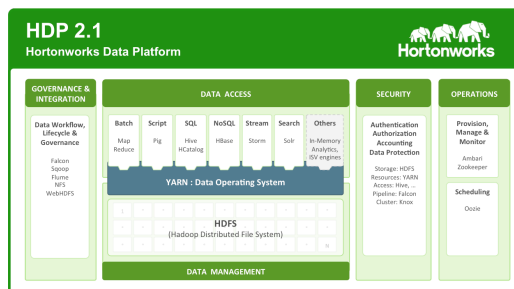 HDP 2.1
Hortonworks Data Platform
Hortonworks
GOVERNANCE &
INTEGRATION
Data Workflow,
Lifecycle &
Governance
Falcon
Sqoop
Flume
NFS
WebHDFS
DATA ACCESS
Batch
Map
Reduce
Script
Pig
SQL
Hive
HCatalog
NoSQL
HBase
Stream
Storm
Search
Solr
Others
In-Memory
Analytics,
ISV engines
YARN : Data Operating System
HDFS
(Hadoop Distributed File System)
DATA MANAGEMENT
SECURITY
Authentication
Authorization
Accounting
Data Protection
Storage: HDFS
Resources: YARN
Access: Hive, ...
Pipeline: Falcon
Cluster: Knox
OPERATIONS
Provision,
Manage &
Monitor
Ambari
Zookeeper
Scheduling
Oozie